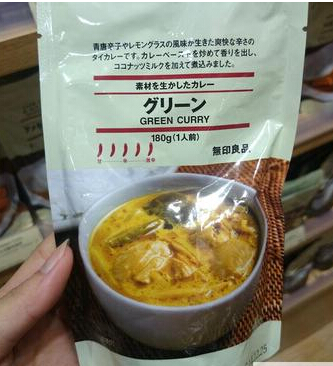 青唐辛子やレモングラスの風味が生きた爽快な辛さの
タイカレーです。カレーペーストを炒めて香りを出し、
ココナッツミルクを加えて煮込みました。
素材を生かしたカレー
グリーン
GREEN CURRY
180g(1人前)
無印良品